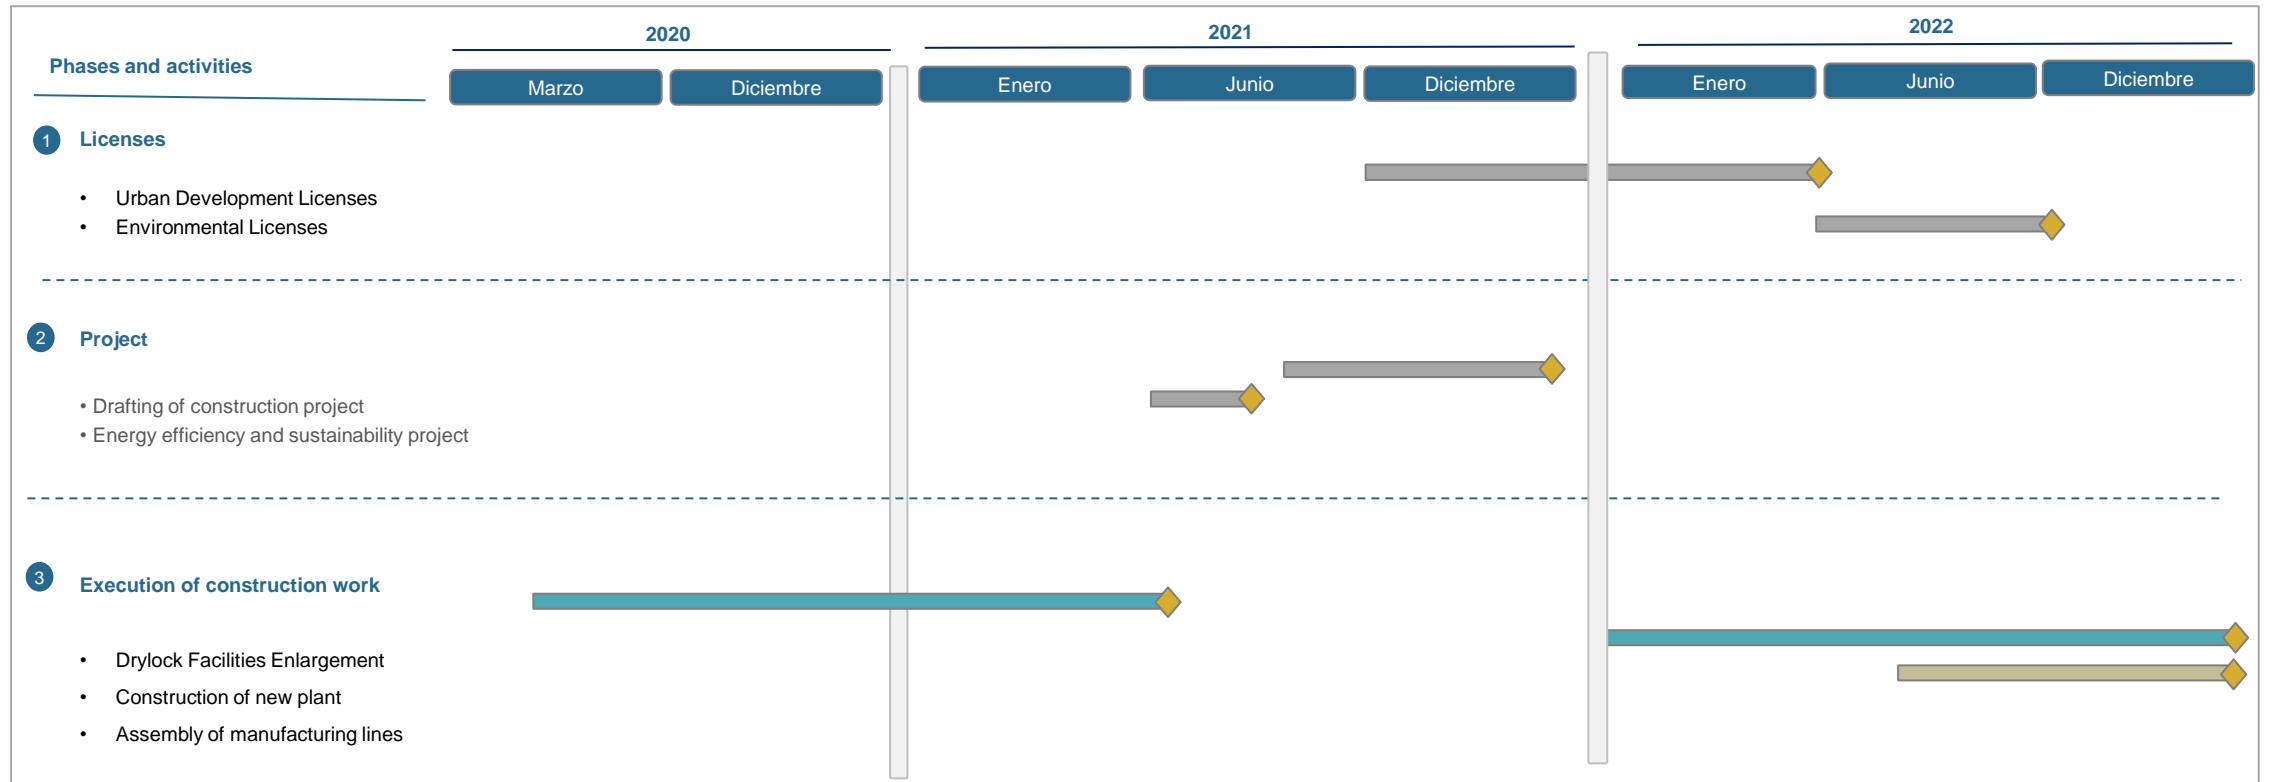 2020
2021
2022
Phases and activities
Marzo
Diciembre
Enero
Junio
Diciembre
Enero
Junio
Diciembre
1 Licenses
• Urban Development Licenses
• Environmental Licenses
2 Project
• Drafting of construction project
• Energy efficiency and sustainability project
3 Execution of construction work
• Drylock Facilities Enlargement
• Construction of new plant
• Assembly of manufacturing lines